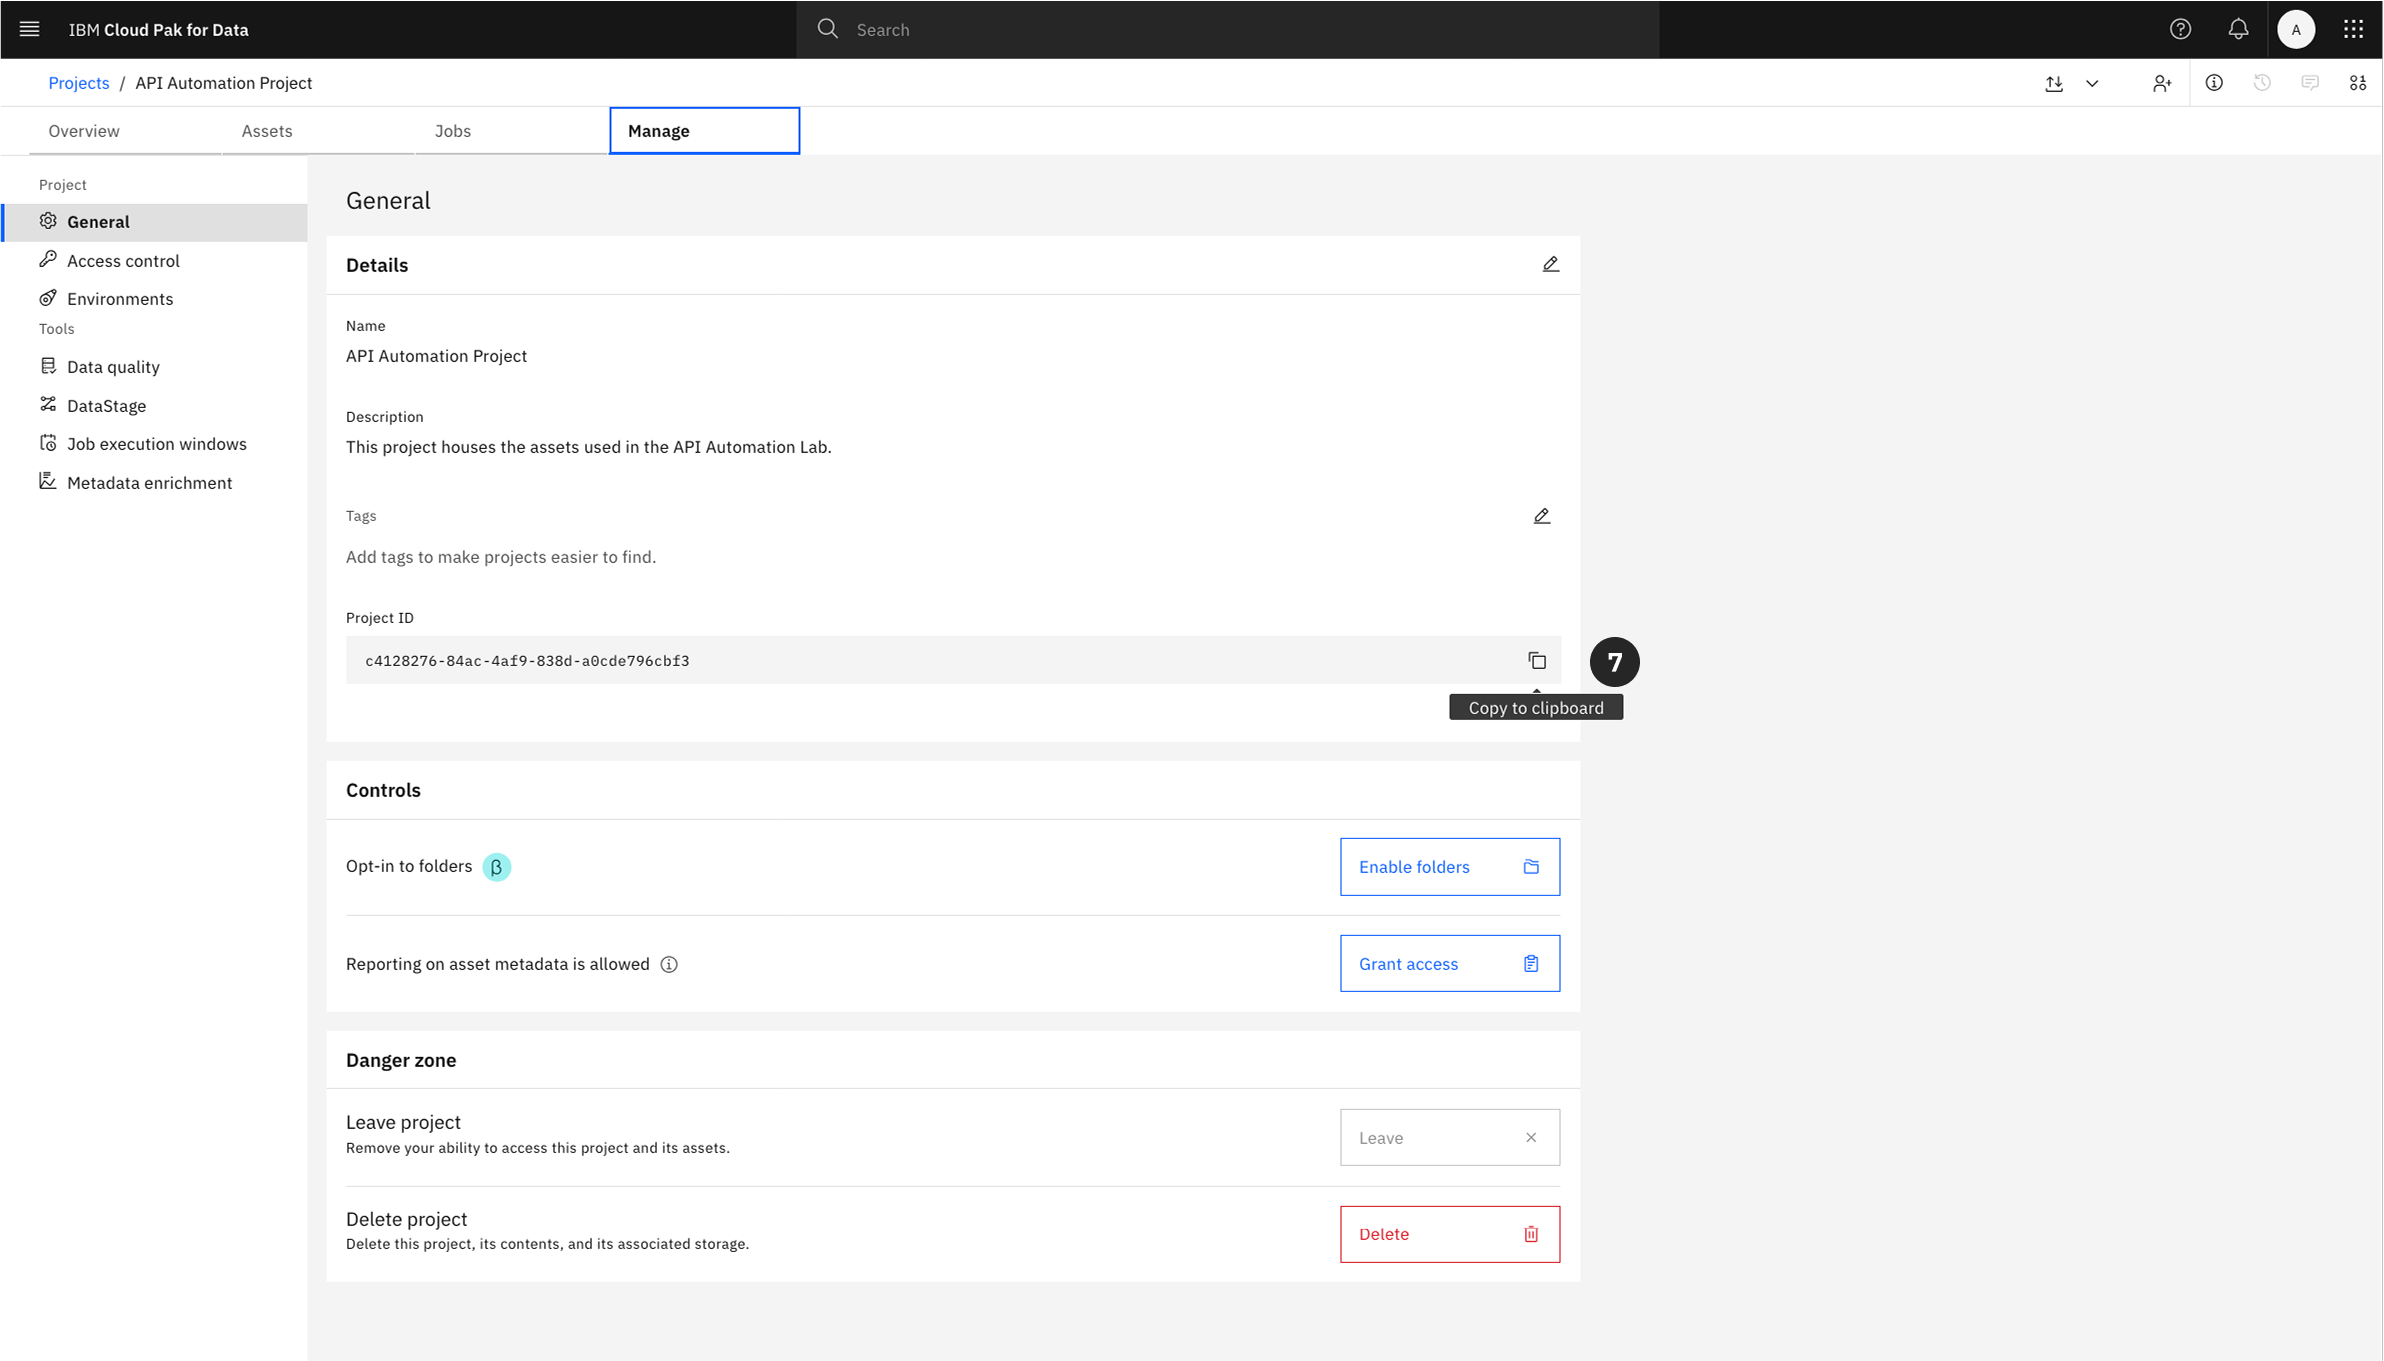 IBM Cloud Pak for Data
Search
A
Projects / API Automation Project
Overview
Assets
Jobs
Manage
Project
General
Access control
Environments
Tools
Data quality
DataStage
Job execution windows
Metadata enrichment
General
Details
Name
API Automation Project
Description
This project houses the assets used in the API Automation Lab.
Tags
Add tags to make projects easier to find.
Project ID
c4128276-84ac-4af9-838d-a0cde796cbf3
7
Copy to clipboard
Controls
Opt-in to folders β
Enable folders
Reporting on asset metadata is allowed
Grant access
Danger zone
Leave project
Remove your ability to access this project and its assets.
Leave
Delete project
Delete this project, its contents, and its associated storage.
Delete